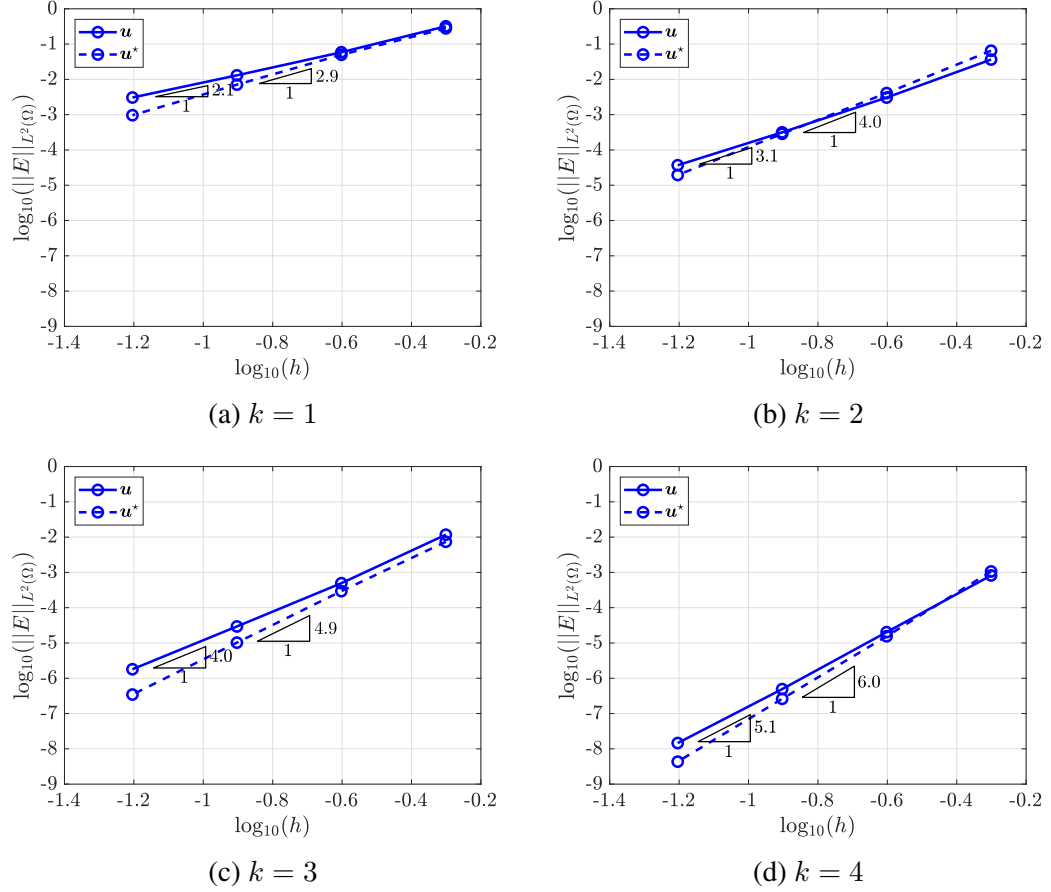 0
-1
-2
-3
-4
-5
-6
-7
-8
-9
log₁₀(||E||_{L²(Ω)})
u
u⋆
2.1
1
2.9
1
-1.4 -1.2 -1 -0.8 -0.6 -0.4 -0.2
log₁₀(h)
(a) k = 1
0
-1
-2
-3
-4
-5
-6
-7
-8
-9
log₁₀(||E||_{L²(Ω)})
u
u⋆
3.1
1
4.0
1
-1.4 -1.2 -1 -0.8 -0.6 -0.4 -0.2
log₁₀(h)
(b) k = 2
0
-1
-2
-3
-4
-5
-6
-7
-8
-9
log₁₀(||E||_{L²(Ω)})
u
u⋆
4.0
1
4.9
1
-1.4 -1.2 -1 -0.8 -0.6 -0.4 -0.2
log₁₀(h)
(c) k = 3
0
-1
-2
-3
-4
-5
-6
-7
-8
-9
log₁₀(||E||_{L²(Ω)})
u
u⋆
5.1
1
6.0
1
-1.4 -1.2 -1 -0.8 -0.6 -0.4 -0.2
log₁₀(h)
(d) k = 4